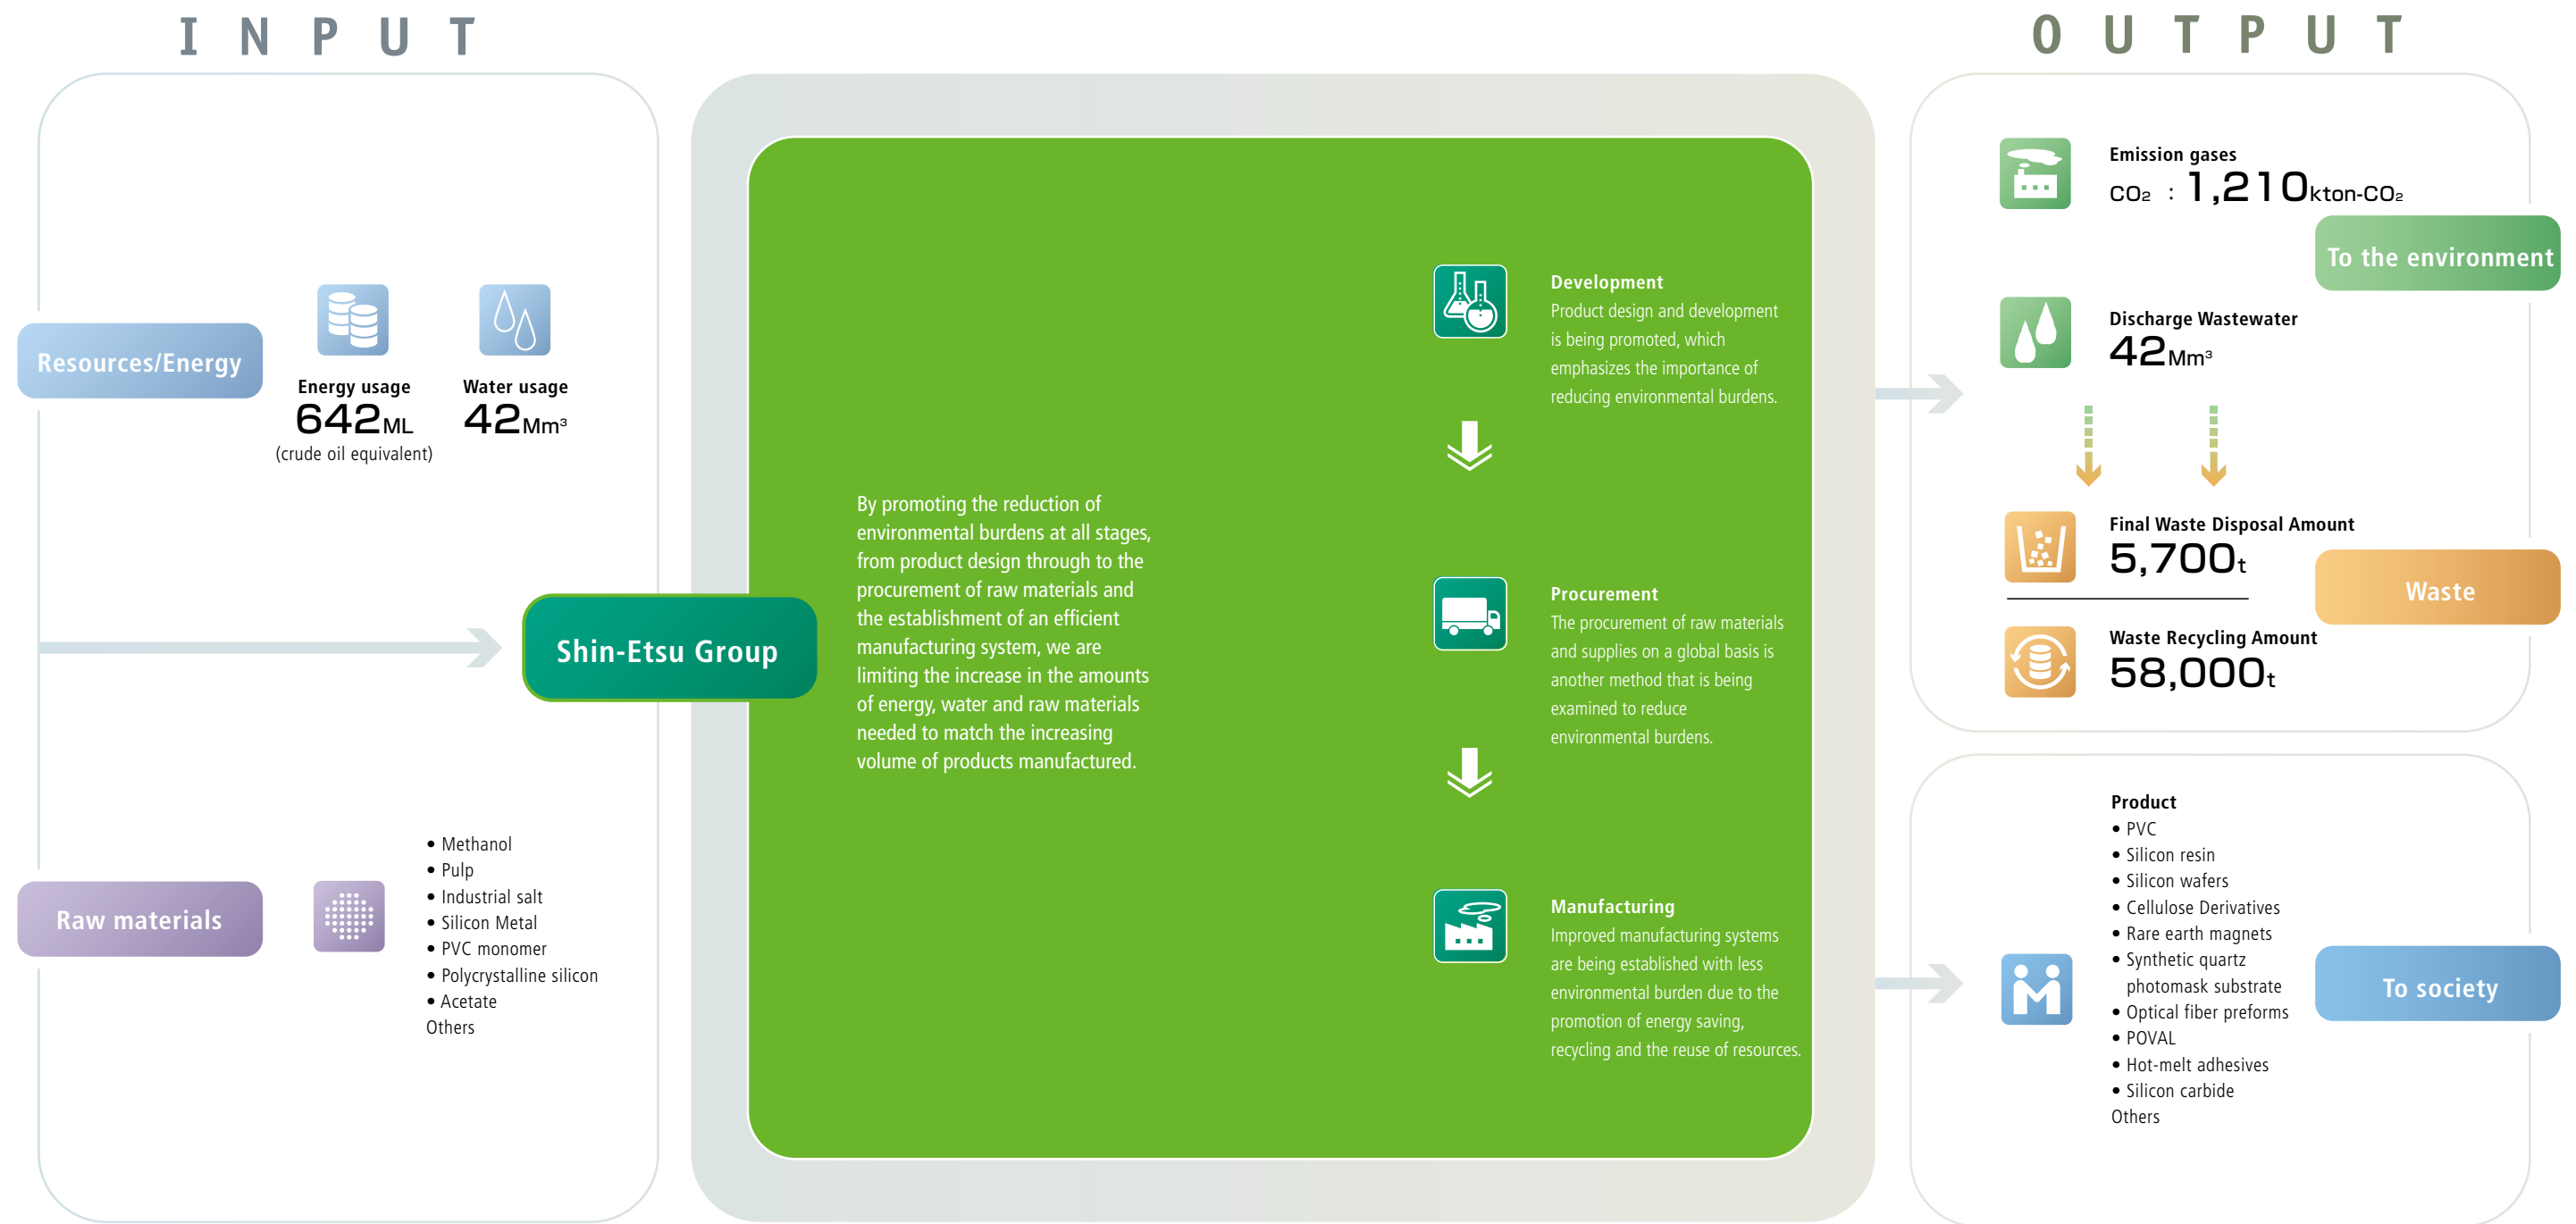 INPUT
Resources/Energy
Energy usage
642ML
(crude oil equivalent)
Water usage
42Mm³
Raw materials
• Methanol
• Pulp
• Industrial salt
• Silicon Metal
• PVC monomer
• Polycrystalline silicon
• Acetate
Others
Shin-Etsu Group
By promoting the reduction of
environmental burdens at all stages,
from product design through to the
procurement of raw materials and
the establishment of an efficient
manufacturing system, we are
limiting the increase in the amounts
of energy, water and raw materials
needed to match the increasing
volume of products manufactured.
Development
Product design and development
is being promoted, which
emphasizes the importance of
reducing environmental burdens.
Procurement
The procurement of raw materials
and supplies on a global basis is
another method that is being
examined to reduce
environmental burdens.
Manufacturing
Improved manufacturing systems
are being established with less
environmental burden due to the
promotion of energy saving,
recycling and the reuse of resources.
OUTPUT
Emission gases
CO₂ : 1,210kton-CO₂
To the environment
Discharge Wastewater
42Mm³
Final Waste Disposal Amount
5,700t
Waste
Waste Recycling Amount
58,000t
Product
• PVC
• Silicon resin
• Silicon wafers
• Cellulose Derivatives
• Rare earth magnets
• Synthetic quartz
photomask substrate
• Optical fiber preforms
• POVAL
• Hot-melt adhesives
• Silicon carbide
Others
To society